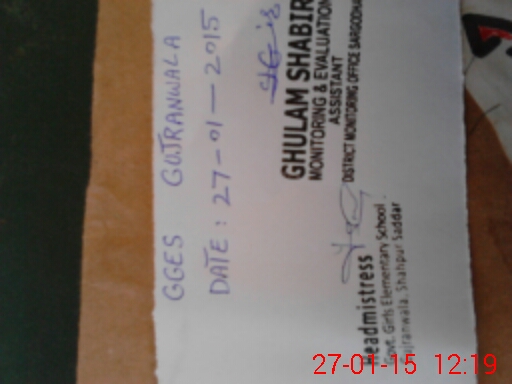 GGES GUJRANWALA
DATE: 27-01-2015
GHULAM SHABIR
MONITORING & EVALUATION
ASSISTANT
DISTRICT MONITORING OFFICE SARGODHA
Headmistress
Govt. Girls Elementary School
Gujranwala, Shahpur Saddar
27-01-15 12:19